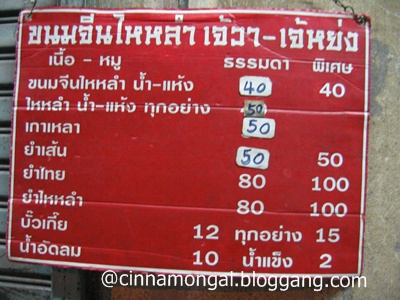 ขนมจีนไหหลำ เจ้วา-เจ้หย่ง
เนื้อ - หมู ธรรมดา พิเศษ
ขนมจีนไหหลำ น้ำ-แห้ง 40 40
ไหหลำ น้ำ-แห้ง ทุกอย่าง 50
เกาเหลา 50
ยำเส้น 50 50
ยำไทย 80 100
ยำไหหลำ 80 100
บั๊วเกี๊ย 12 ทุกอย่าง 15
น้ำอัดลม 10 น้ำแข็ง 2
@cinnamongal.bloggang.com